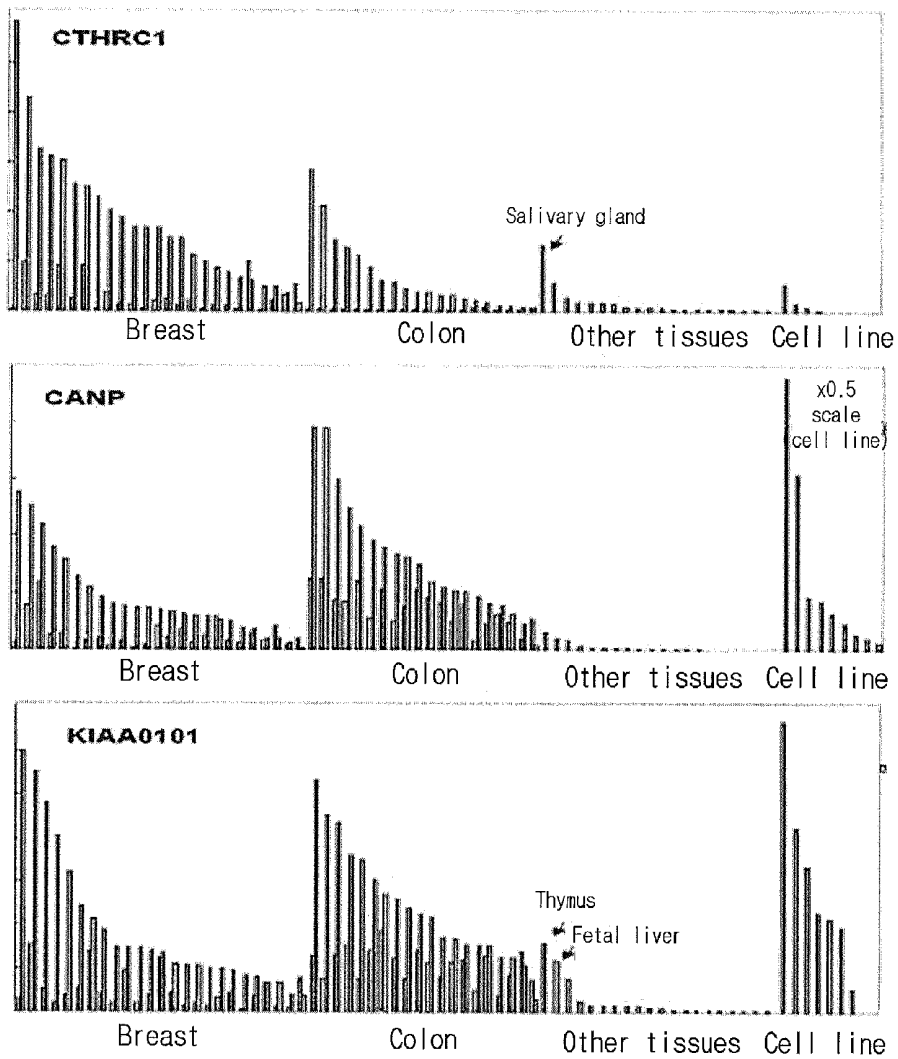 CTHRC1
Salivary gland
Breast
Colon
Other tissues
Cell line
CANP
x0.5
scale
(cell line)
Breast
Colon
Other tissues
Cell line
KIAA0101
Thymus
Fetal liver
Breast
Colon
Other tissues
Cell line